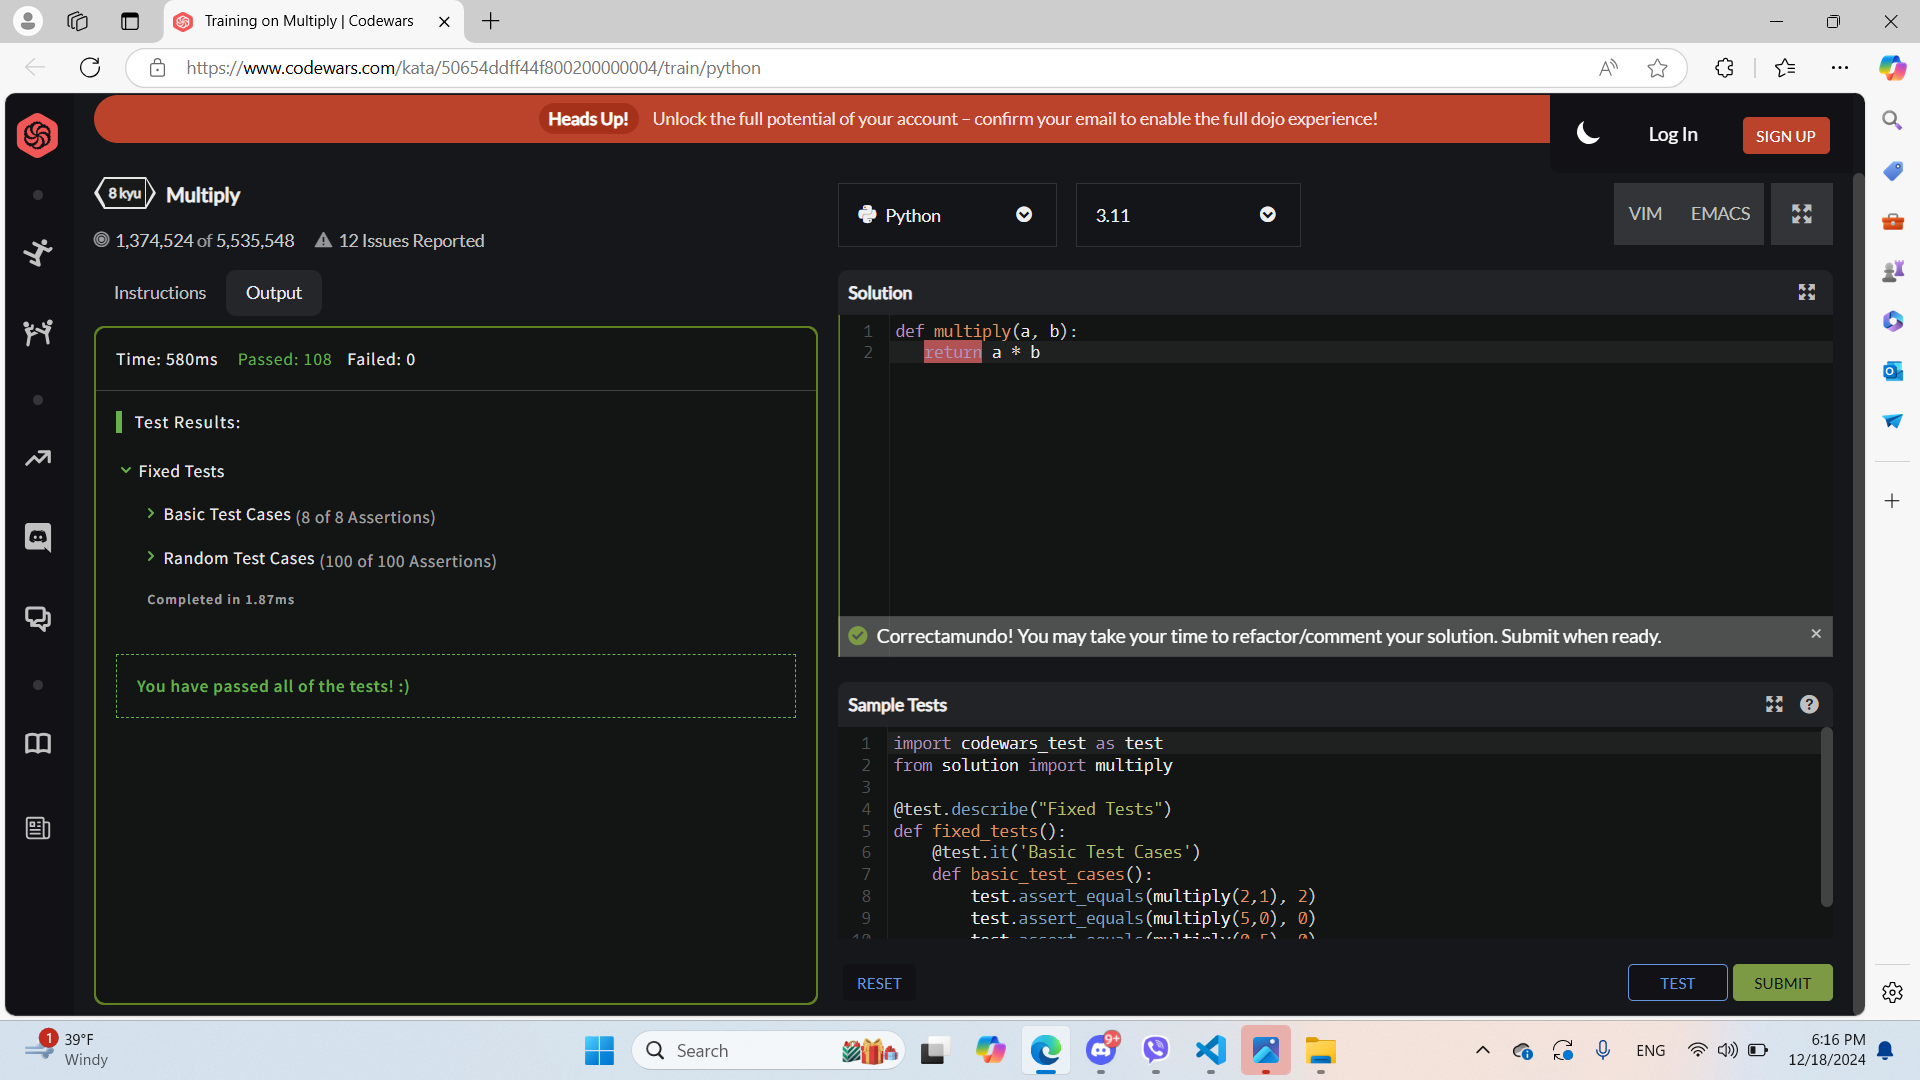 Training on Multiply | Codewars
https://www.codewars.com/kata/50654ddff44f800200000004/train/python
Heads Up! Unlock the full potential of your account – confirm your email to enable the full dojo experience!
Log In
SIGN UP
8 kyu Multiply
1,374,524 of 5,535,548 12 Issues Reported
Python
3.11
VIM EMACS
Instructions Output
Time: 580ms Passed: 108 Failed: 0
Test Results:
Fixed Tests
Basic Test Cases (8 of 8 Assertions)
Random Test Cases (100 of 100 Assertions)
Completed in 1.87ms
You have passed all of the tests! :)
Solution
1 def multiply(a, b):
2 return a * b
Correctamundo! You may take your time to refactor/comment your solution. Submit when ready.
Sample Tests
1 import codewars_test as test
2 from solution import multiply
3
4 @test.describe("Fixed Tests")
5 def fixed_tests():
6 @test.it('Basic Test Cases')
7 def basic_test_cases():
8 test.assert_equals(multiply(2,1), 2)
9 test.assert_equals(multiply(5,0), 0)
10 test.assert_equals(multiply(0,5), 0)
RESET
TEST
SUBMIT
1
39°F
Windy
Search
9+
ENG
6:16 PM
12/18/2024